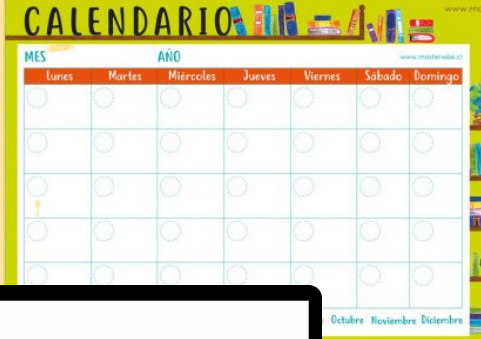 CALENDARIO
MES AÑO www.masterwise.cl
Lunes Martes Miércoles Jueves Viernes Sábado Domingo
Octubre Noviembre Diciembre